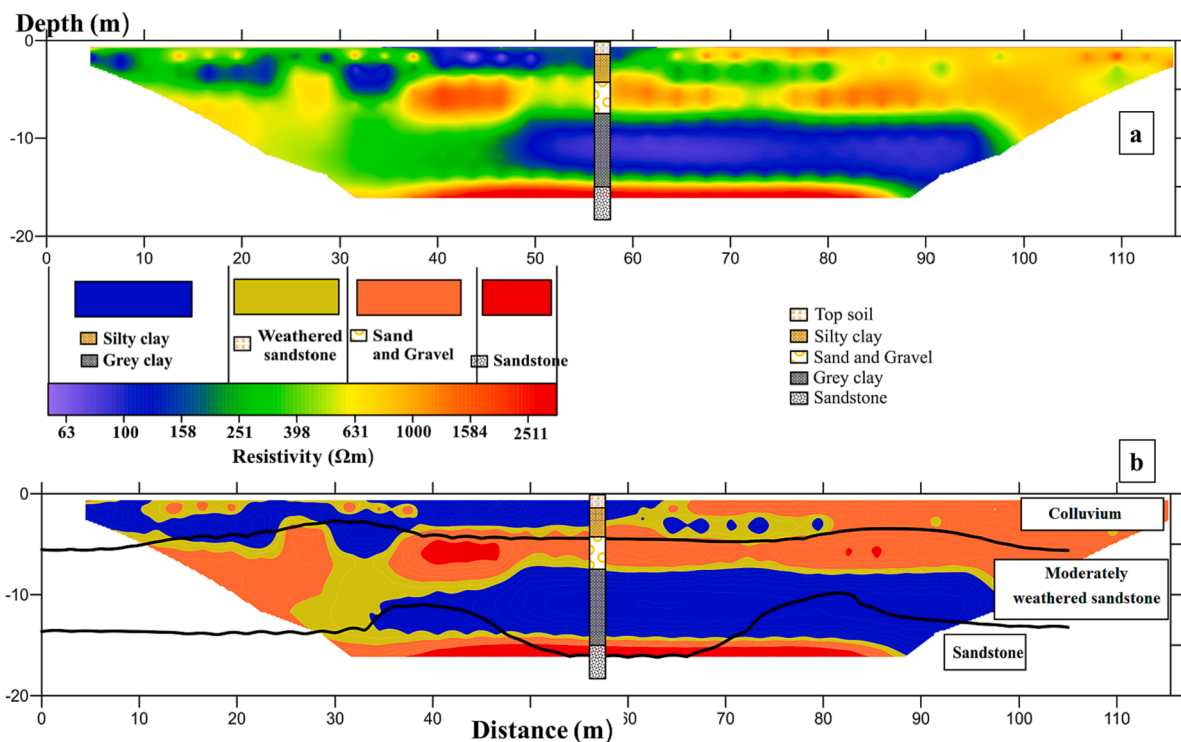 Depth (m)
0
-10
-20
a
0 10 20 30 40 50 60 70 80 90 100 110
Silty clay
Grey clay
Weathered
sandstone
Sand
and Gravel
Sandstone
63 100 158 251 398 631 1000 1584 2511
Resistivity (Ωm)
Top soil
Silty clay
Sand and Gravel
Grey clay
Sandstone
b
0
-10
-20
Colluvium
Moderately
weathered sandstone
Sandstone
0 10 20 30 40 50 60 70 80 90 100 110
Distance (m)